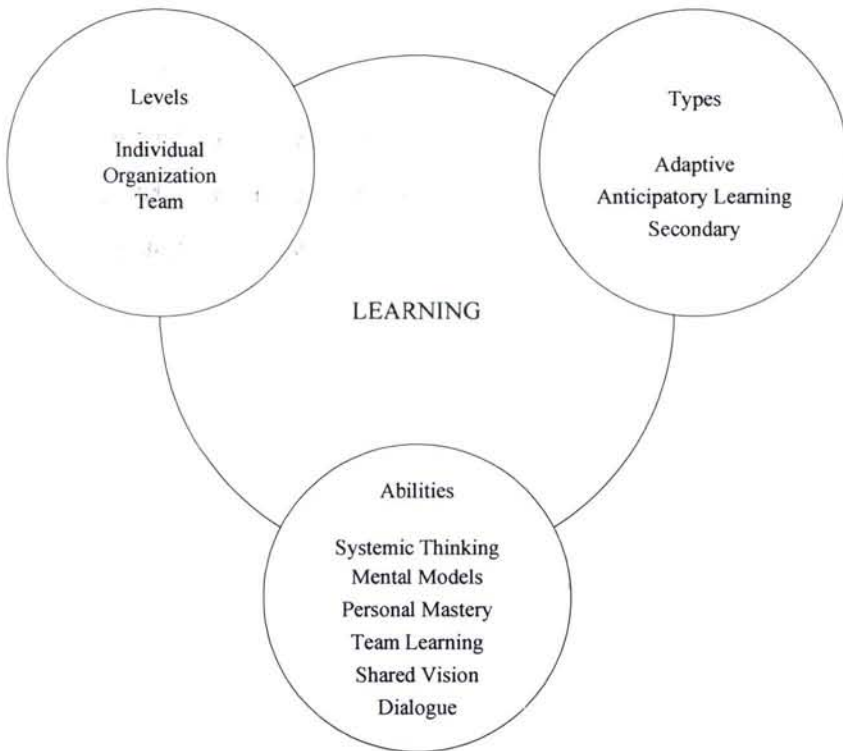 Levels
Individual
Organization
Team
Types
Adaptive
Anticipatory Learning
Secondary
LEARNING
Abilities
Systemic Thinking
Mental Models
Personal Mastery
Team Learning
Shared Vision
Dialogue